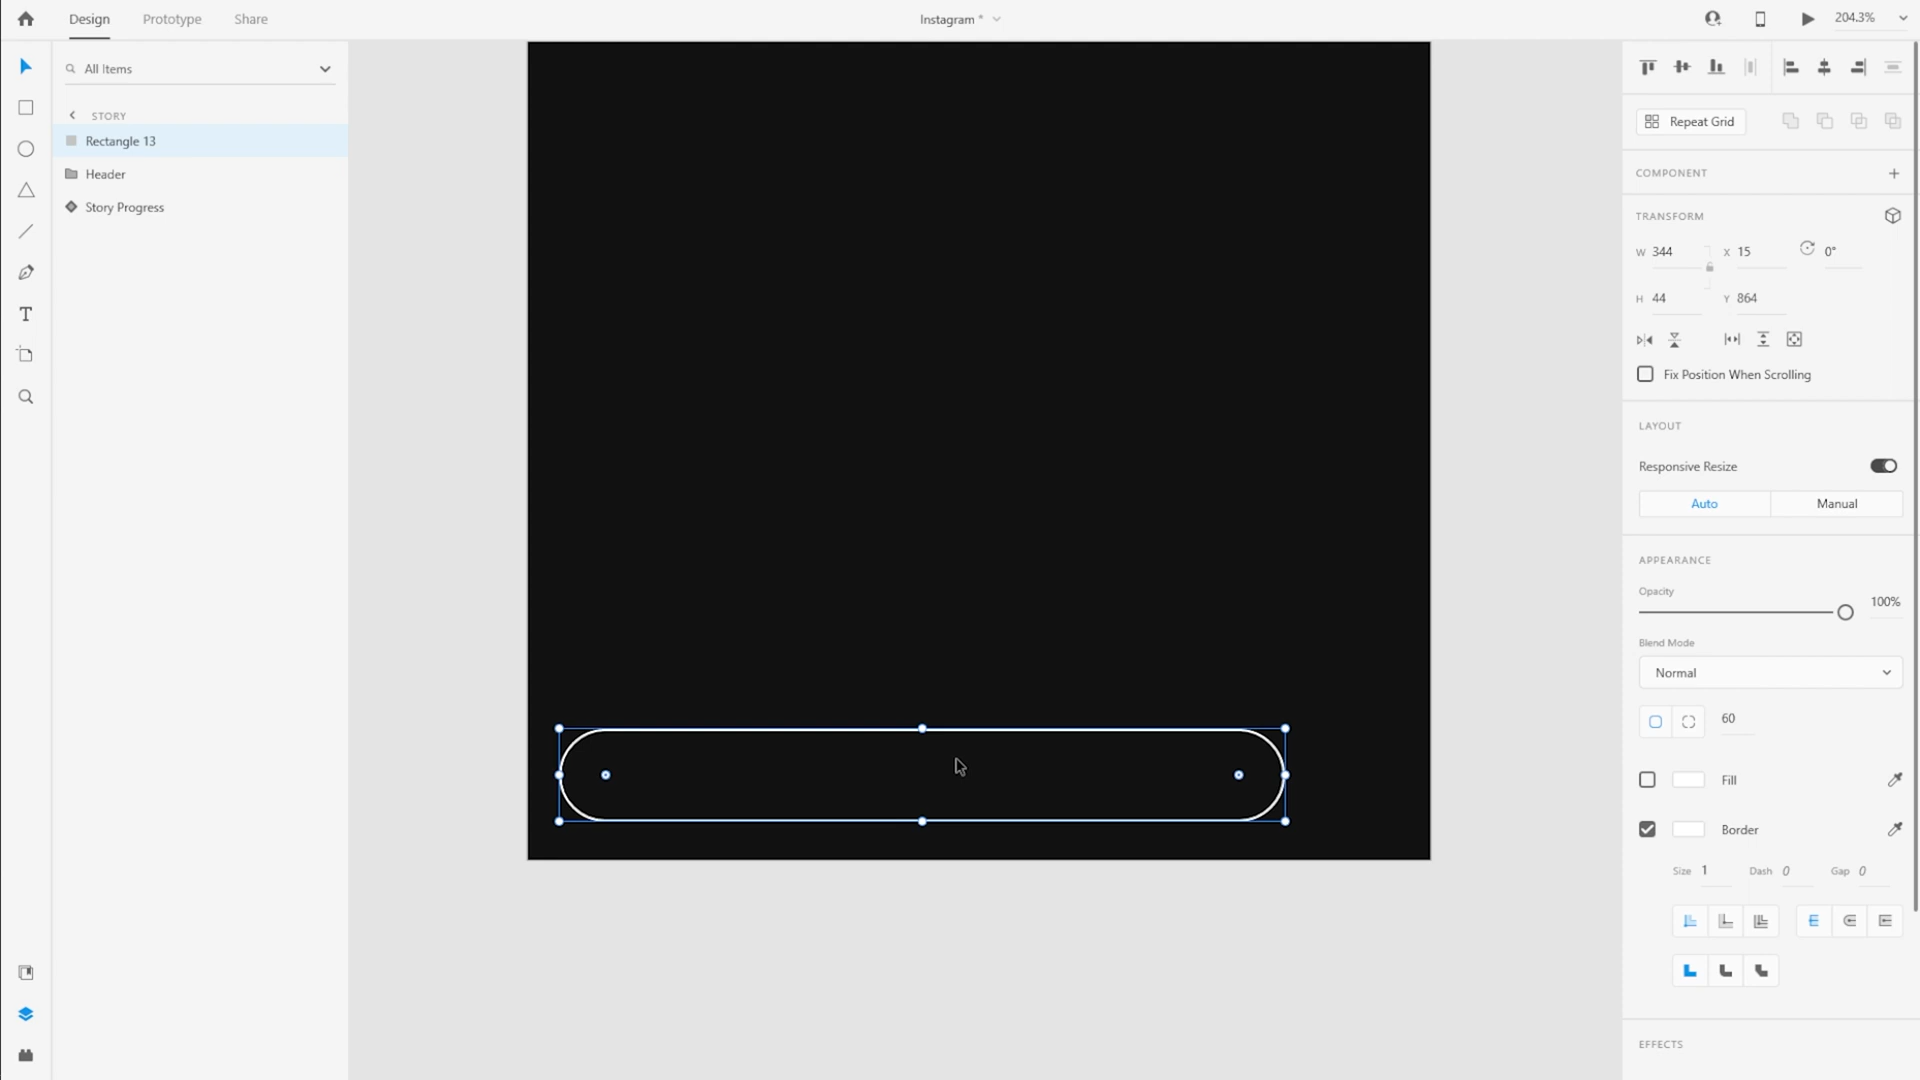 Design Prototype Share Instagram * 204.3%
All Items
STORY
Rectangle 13
Header
Story Progress
Repeat Grid
COMPONENT
TRANSFORM
W 344 X 15 0°
H 44 Y 864
Fix Position When Scrolling
LAYOUT
Responsive Resize
Auto Manual
APPEARANCE
Opacity
100%
Blend Mode
Normal
60
Fill
Border
Size 1 Dash 0 Gap 0
EFFECTS
T